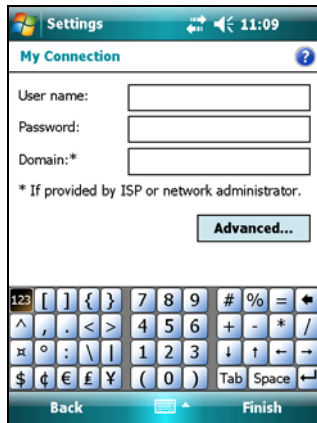 Settings 11:09
My Connection ?
User name:
Password:
Domain:*
* If provided by ISP or network administrator.
Advanced...
123 [ ] { } 7 8 9 # % = ←
^ , . < > 4 5 6 + - * /
¤ ° : \ | 1 2 3 ↓ ↑ ← →
$ ¢ € £ ¥ ( 0 ) Tab Space ↵
Back Finish